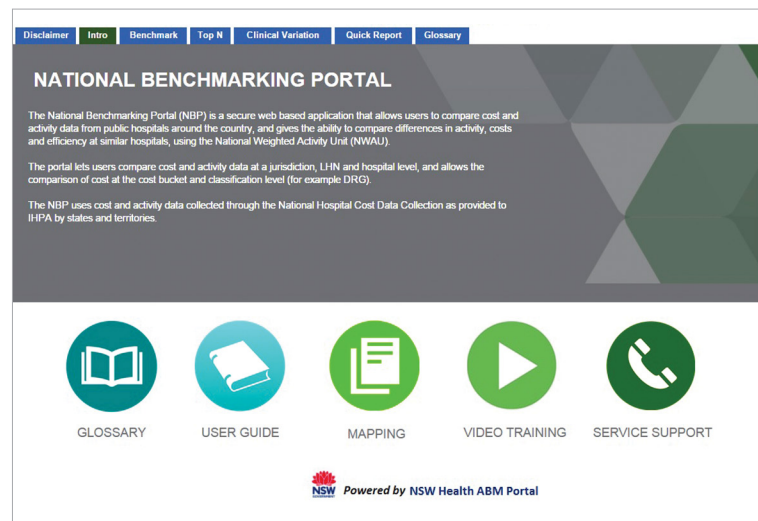 Disclaimer Intro Benchmark Top N Clinical Variation Quick Report Glossary
NATIONAL BENCHMARKING PORTAL
The National Benchmarking Portal (NBP) is a secure web based application that allows users to compare cost and
activity data from public hospitals around the country, and gives the ability to compare differences in activity, costs
and efficiency at similar hospitals, using the National Weighted Activity Unit (NWAU).
The portal lets users compare cost and activity data at a jurisdiction, LHN and hospital level, and allows the
comparison of cost at the cost bucket and classification level (for example DRG).
The NBP uses cost and activity data collected through the National Hospital Cost Data Collection as provided to
IHPA by states and territories.
GLOSSARY USER GUIDE MAPPING VIDEO TRAINING SERVICE SUPPORT
NSW
GOVERNMENT
Powered by NSW Health ABM Portal